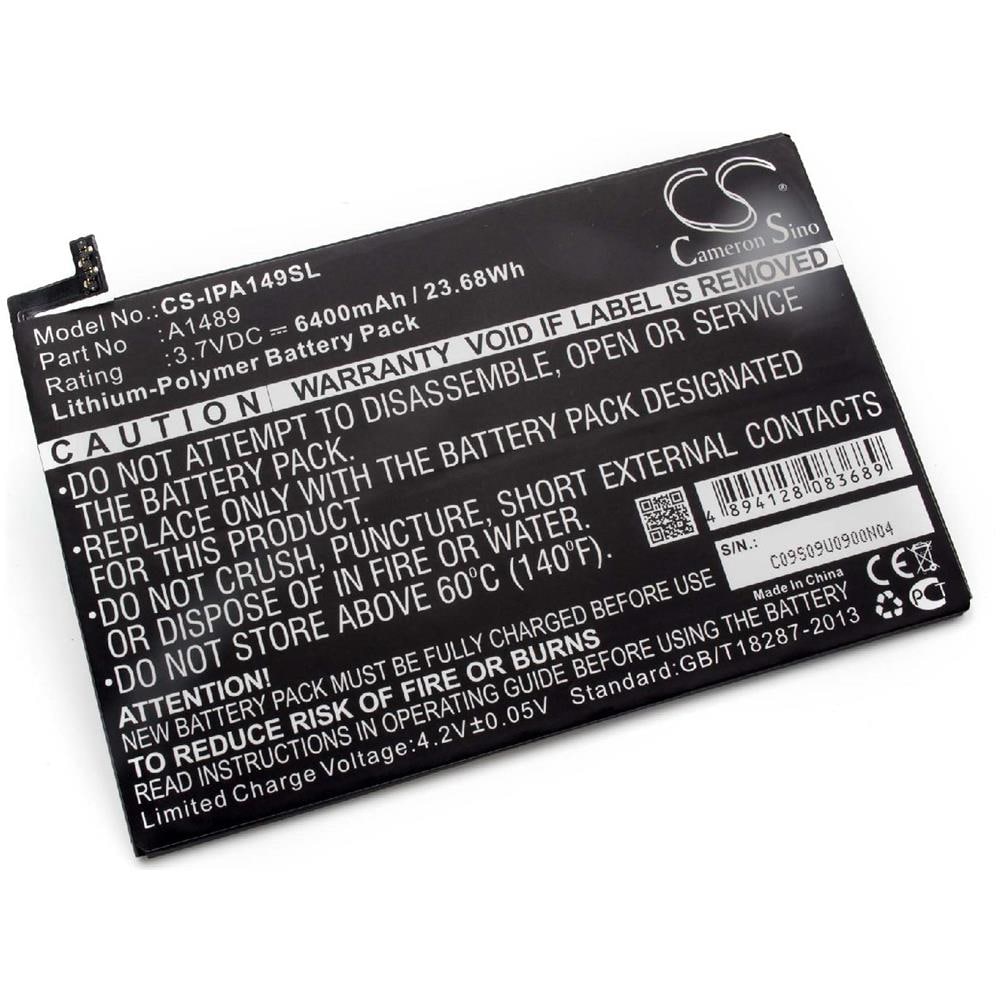 CS ®
Cameron Sino
Model No.:CS-IPA149SL
Part No :A1489
Rating :3.7VDC ⎓ 6400mAh / 23.68Wh
Lithium-Polymer Battery Pack
CAUTION WARRANTY VOID IF LABEL IS REMOVED
•DO NOT ATTEMPT TO DISASSEMBLE, OPEN OR SERVICE
THE BATTERY PACK.
•REPLACE ONLY WITH THE BATTERY PACK DESIGNATED
FOR THIS EQUIPMENT.
•DO NOT CRUSH, PUNCTURE, SHORT EXTERNAL CONTACTS
OR DISPOSE OF IN FIRE OR WATER.
•DO NOT STORE ABOVE 60°C (140°F)
4 894128 083689
S/N.: C09S09U0900N04
Made In China
CE
ATTENTION!
NEW BATTERY PACK MUST BE FULLY CHARGED BEFORE USE
TO REDUCE RISK OF FIRE OR BURNS
READ AND UNDERSTAND OPERATING GUIDE BEFORE USING THE BATTERY
Limited Charge Voltage:4.2V±0.05V Standard:GB/T18287-2013